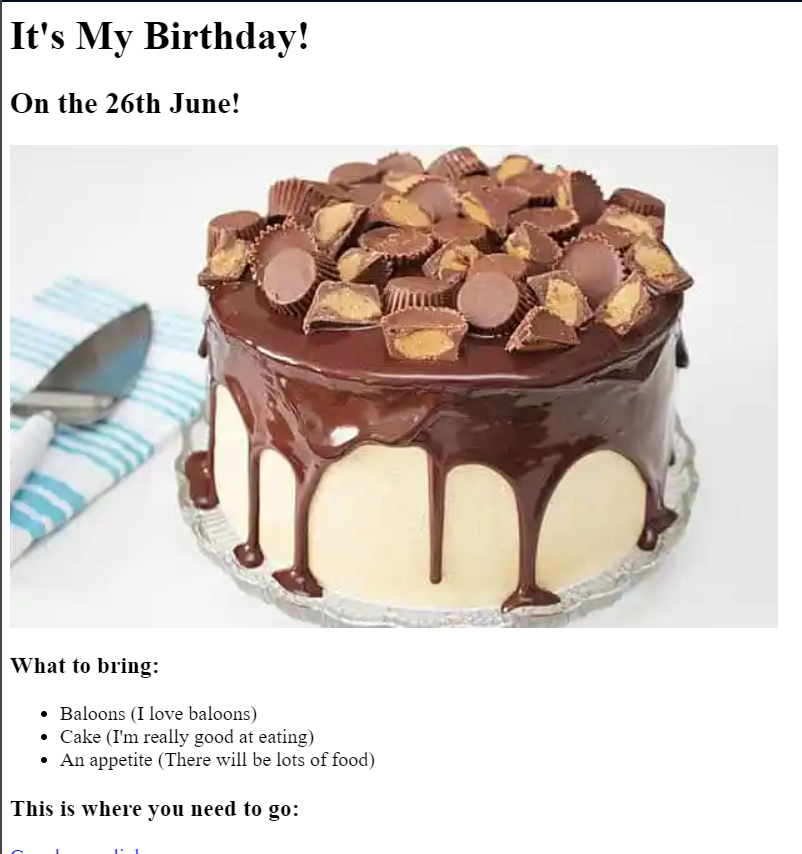 It's My Birthday!
On the 26th June!
What to bring:
Baloons (I love baloons)
Cake (I'm really good at eating)
An appetite (There will be lots of food)
This is where you need to go: